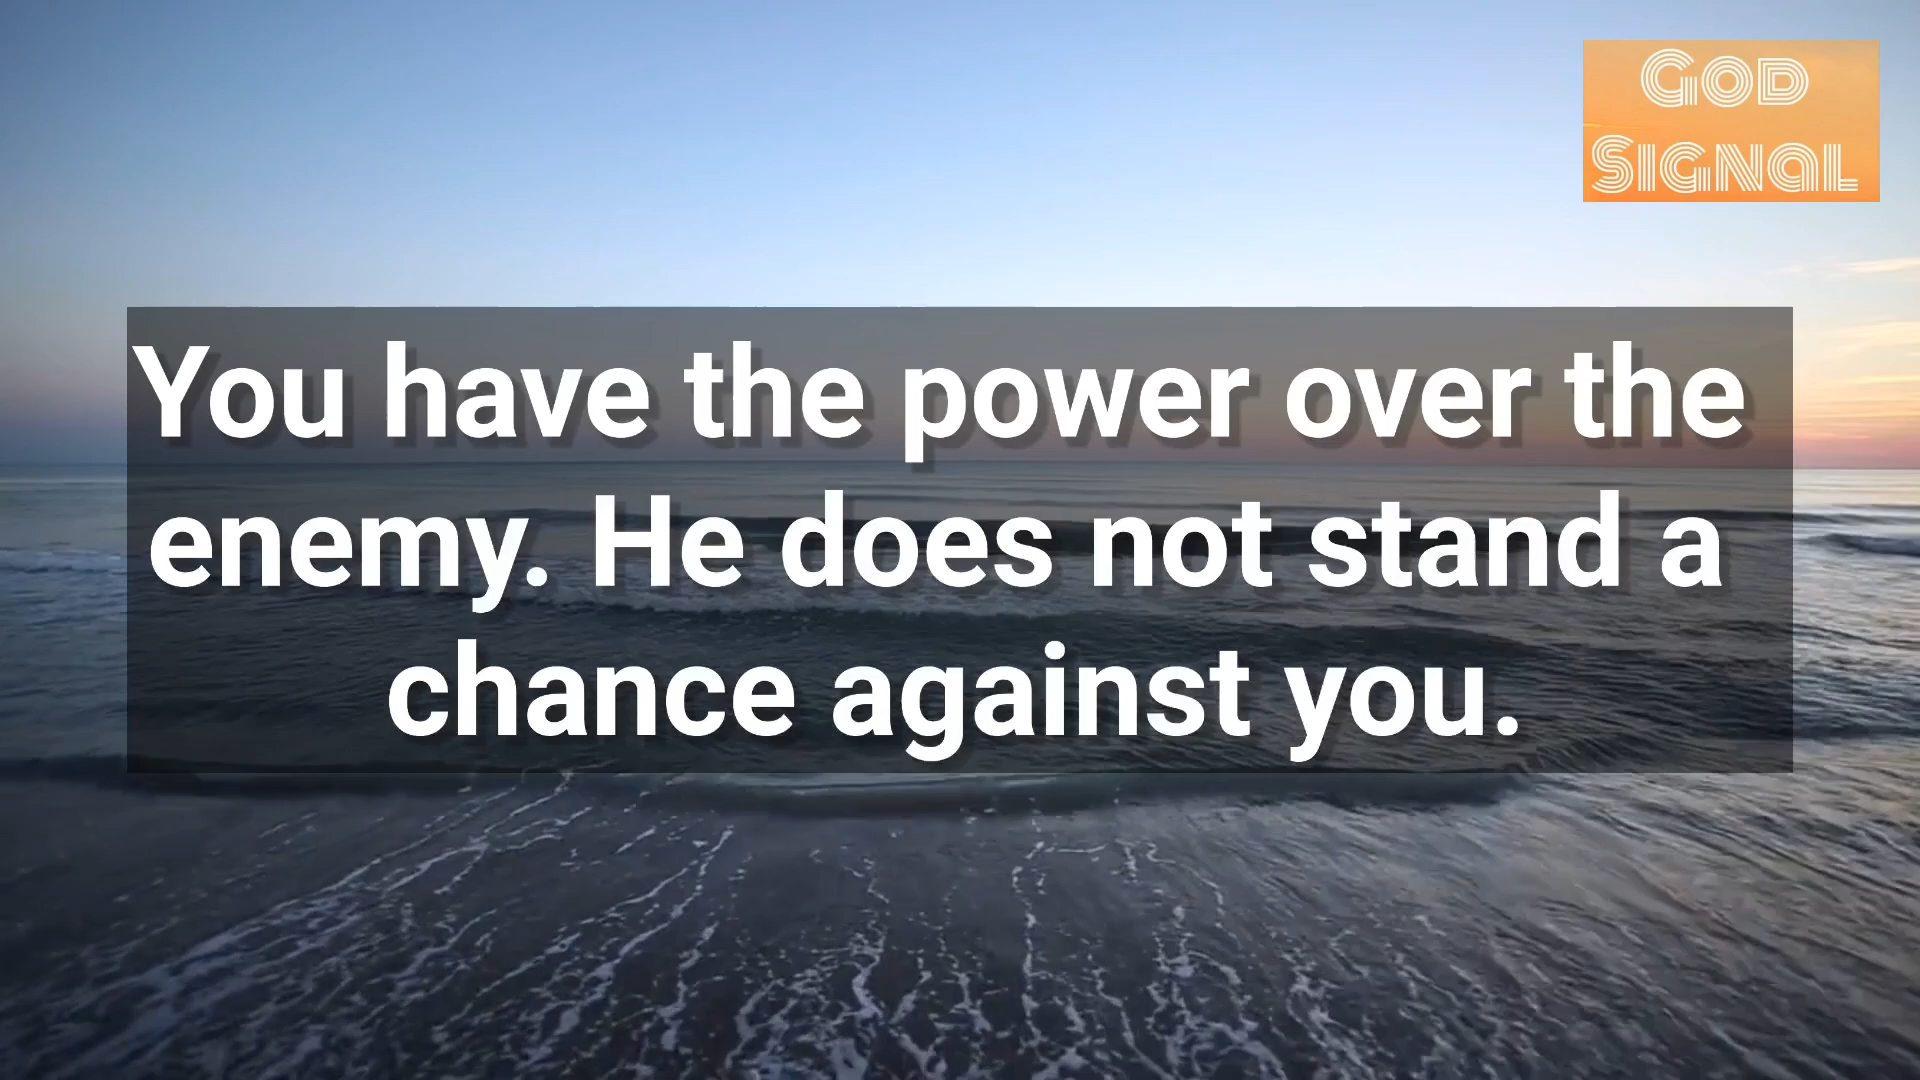 God
Signal
You have the power over the
enemy. He does not stand a
chance against you.